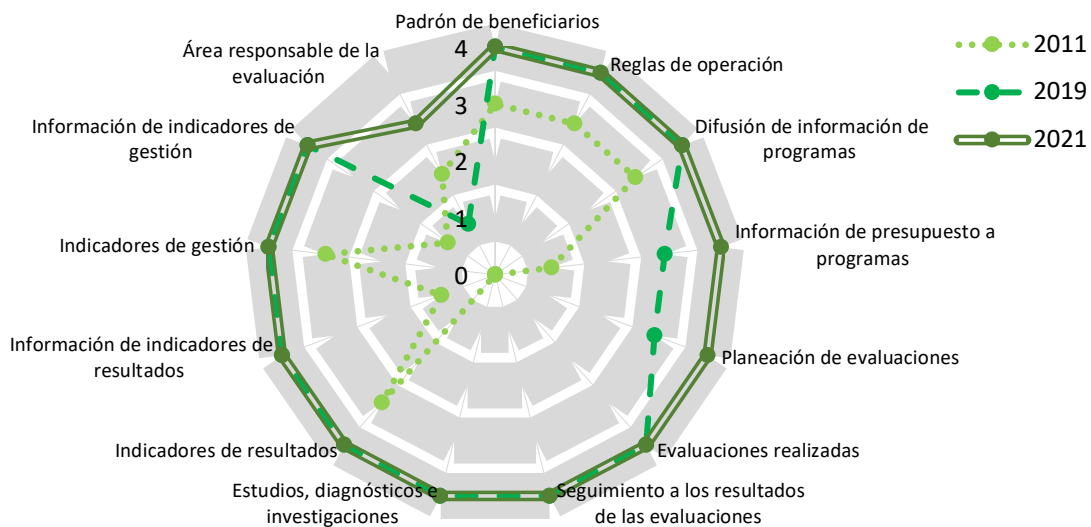 Padrón de beneficiarios
Reglas de operación
Difusión de información de
programas
Información de presupuesto a
programas
Planeación de evaluaciones
Evaluaciones realizadas
Seguimiento a los resultados
de las evaluaciones
Estudios, diagnósticos e
investigaciones
Indicadores de resultados
Información de indicadores de
resultados
Indicadores de gestión
Información de indicadores de
gestión
Área responsable de la
evaluación
4
3
2
1
0
2011
2019
2021